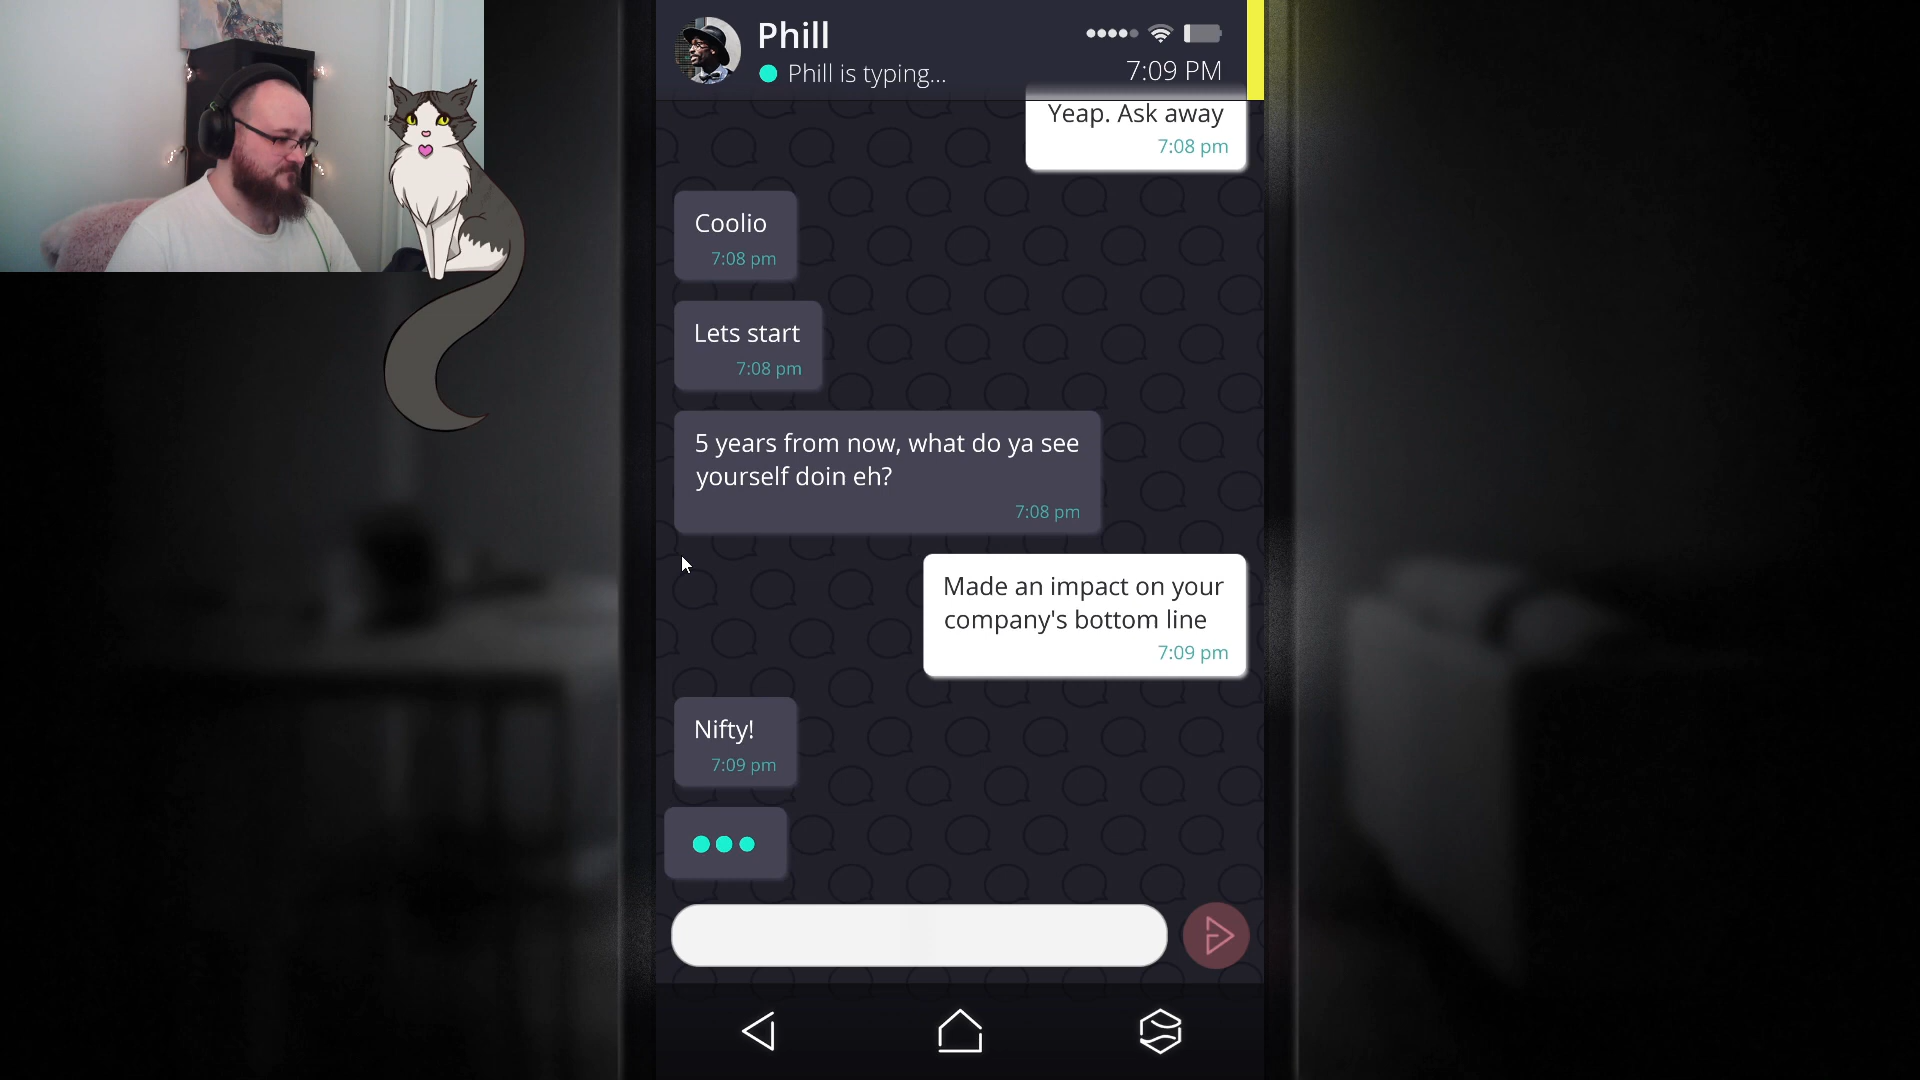 Phill
Phill is typing...
7:09 PM
Yeap. Ask away
7:08 pm
Coolio
7:08 pm
Lets start
7:08 pm
5 years from now, what do ya see
yourself doin eh?
7:08 pm
Made an impact on your
company's bottom line
7:09 pm
Nifty!
7:09 pm